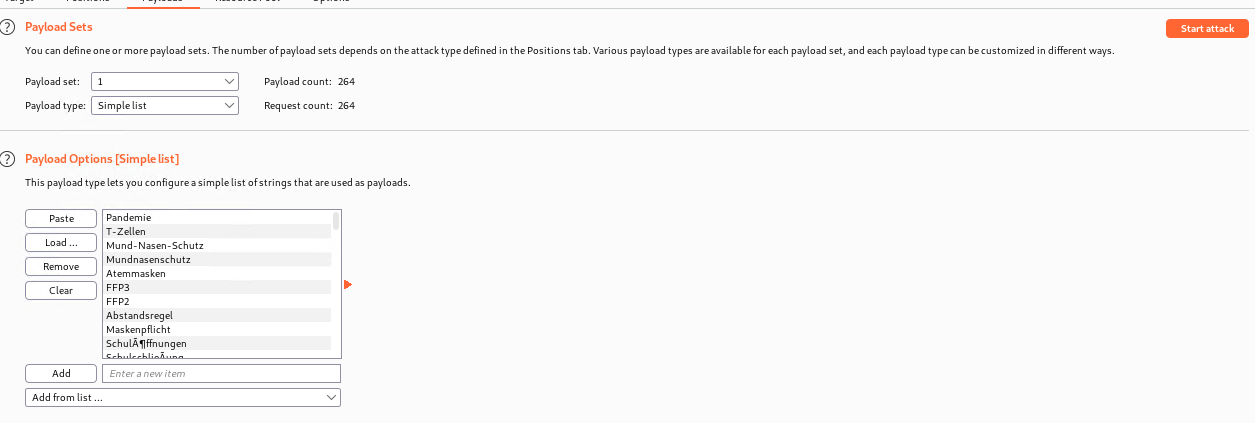 Payload Sets
Start attack
You can define one or more payload sets. The number of payload sets depends on the attack type defined in the Positions tab. Various payload types are available for each payload set, and each payload type can be customized in different ways.
Payload set: 1 Payload count: 264
Payload type: Simple list Request count: 264
Payload Options [Simple list]
This payload type lets you configure a simple list of strings that are used as payloads.
Paste
Load ...
Remove
Clear
Pandemie
T-Zellen
Mund-Nasen-Schutz
Mundnasenschutz
Atemmasken
FFP3
FFP2
Abstandsregel
Maskenpflicht
SchulÃ¶ffnungen
Add
Enter a new item
Add from list ...